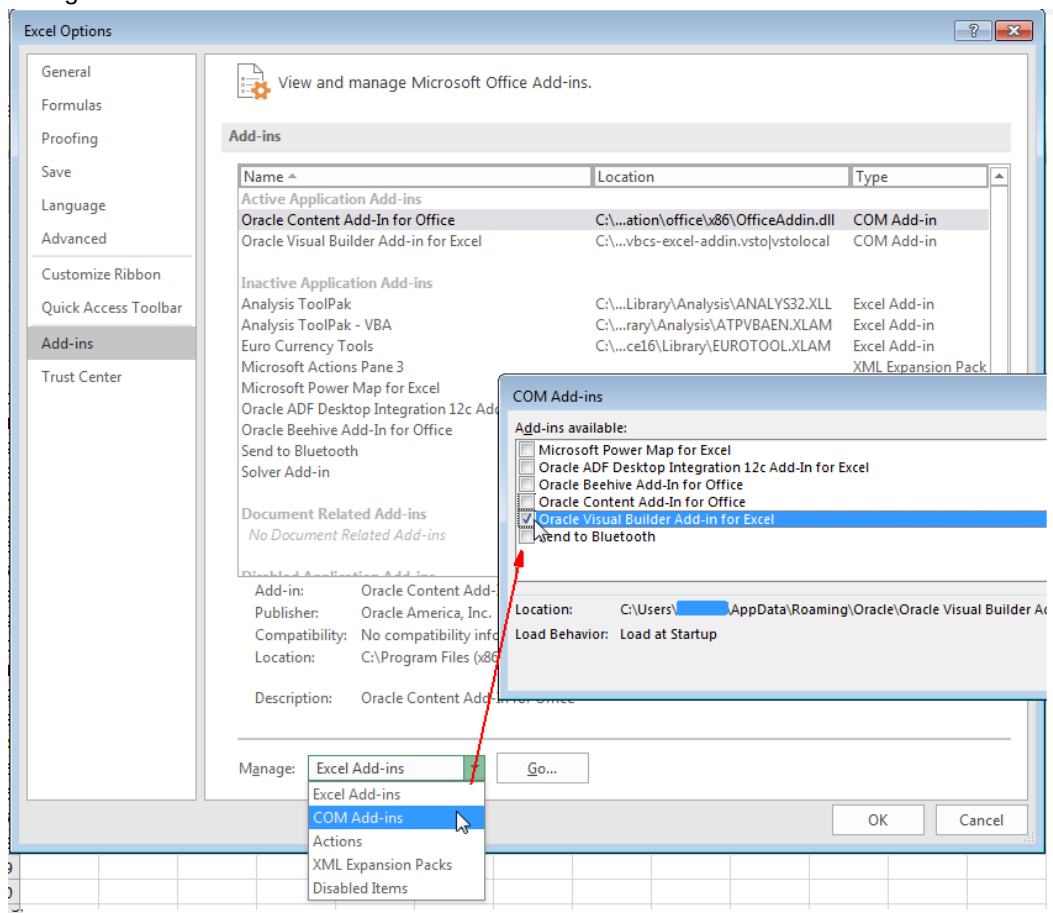 Excel Options
General
Formulas
Proofing
Save
Language
Advanced
Customize Ribbon
Quick Access Toolbar
Add-ins
Trust Center
View and manage Microsoft Office Add-ins.
Add-ins
Name Location Type
Active Application Add-ins
Oracle Content Add-In for Office C:\...ation\office\x86\OfficeAddin.dll COM Add-in
Oracle Visual Builder Add-in for Excel C:\...vbcs-excel-addin.vsto|vstolocal COM Add-in
Inactive Application Add-ins
Analysis ToolPak C:\...Library\Analysis\ANALYS32.XLL Excel Add-in
Analysis ToolPak - VBA C:\...rary\Analysis\ATPVBAEN.XLAM Excel Add-in
Euro Currency Tools C:\...ce16\Library\EUROTOOL.XLAM Excel Add-in
Microsoft Actions Pane 3 XML Expansion Pack
Microsoft Power Map for Excel
Oracle ADF Desktop Integration 12c Add
Oracle Beehive Add-In for Office
Send to Bluetooth
Solver Add-in
Document Related Add-ins
No Document Related Add-ins
Disabled Application Add-ins
Add-in: Oracle Content Add-
Publisher: Oracle America, Inc.
Compatibility: No compatibility info
Location: C:\Program Files (x86
Description: Oracle Content Add-In for Office
COM Add-ins
Add-ins available:
Microsoft Power Map for Excel
Oracle ADF Desktop Integration 12c Add-In for Excel
Oracle Beehive Add-In for Office
Oracle Content Add-In for Office
Oracle Visual Builder Add-in for Excel
Send to Bluetooth
Location: C:\Users\ \AppData\Roaming\Oracle\Oracle Visual Builder Ad
Load Behavior: Load at Startup
Manage: Excel Add-ins Go...
Excel Add-ins
COM Add-ins
Actions
XML Expansion Packs
Disabled Items
OK Cancel